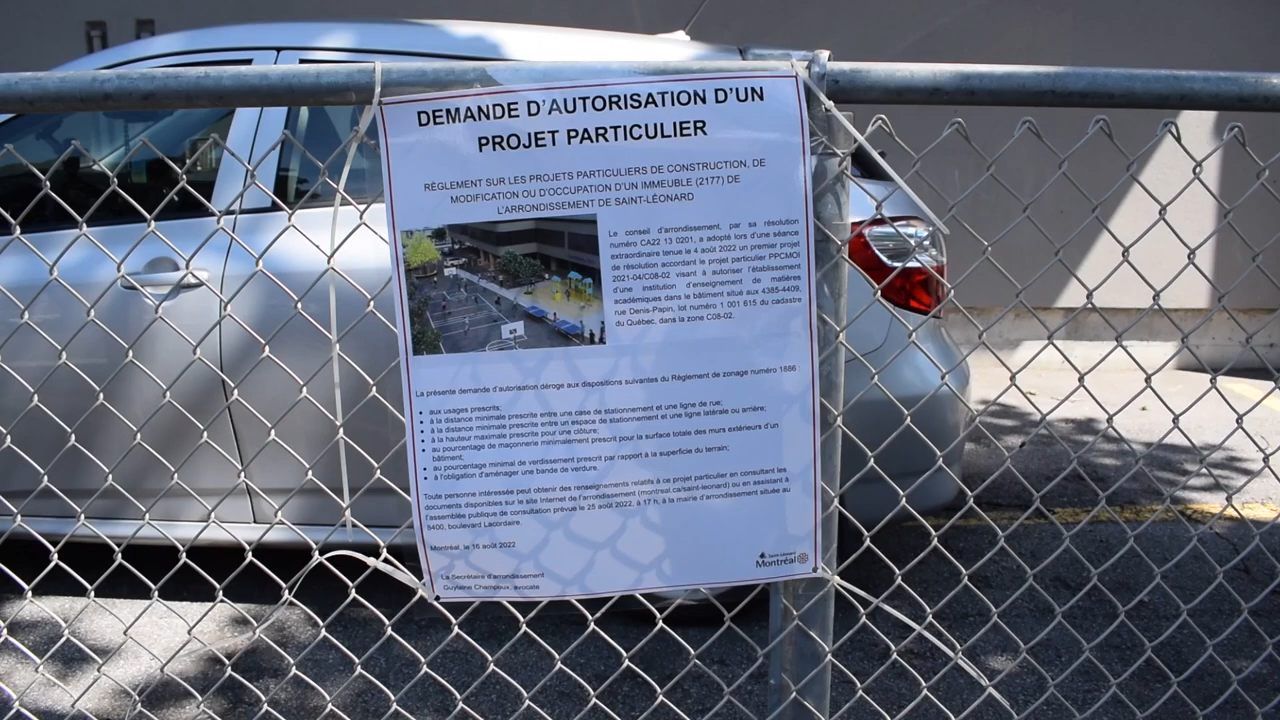 DEMANDE D'AUTORISATION D'UN
PROJET PARTICULIER
RÈGLEMENT SUR LES PROJETS PARTICULIERS DE CONSTRUCTION, DE
MODIFICATION OU D'OCCUPATION D'UN IMMEUBLE (2177) DE
L'ARRONDISSEMENT DE SAINT-LÉONARD
Le conseil d'arrondissement, par sa résolution
numéro CA22 13 0201, a adopté lors d'une séance
extraordinaire tenue le 4 août 2022 un premier projet
de résolution accordant le projet particulier PPCMOI
2021-04/C08-02 visant à autoriser l'établissement
d'une institution d'enseignement de matières
académiques dans le bâtiment situé aux 4385-4409,
rue Denis-Papin, lot numéro 1 001 615 du cadastre
du Québec, dans la zone C08-02.
La présente demande d'autorisation déroge aux dispositions suivantes du Règlement de zonage numéro 1886 :
• aux usages prescrits;
• à la distance minimale prescrite entre une case de stationnement et une ligne de rue;
• à la distance minimale prescrite entre un espace de stationnement et une ligne latérale ou arrière;
• à la hauteur maximale prescrite pour une clôture;
• au pourcentage de maçonnerie minimalement prescrit pour la surface totale des murs extérieurs d'un
bâtiment;
• au pourcentage minimal de verdissement prescrit par rapport à la superficie du terrain;
• à l'obligation d'aménager une bande de verdure.
Toute personne intéressée peut obtenir des renseignements relatifs à ce projet particulier en consultant les
documents disponibles sur le site Internet de l'arrondissement (montreal.ca/saint-leonard) ou en assistant à
l'assemblée publique de consultation prévue le 25 août 2022, à 17 h, à la mairie d'arrondissement située au
8400, boulevard Lacordaire.
Montréal, le 16 août 2022
La Secrétaire d'arrondissement
Guylaine Champoux, avocate
Saint-Léonard
Montréal